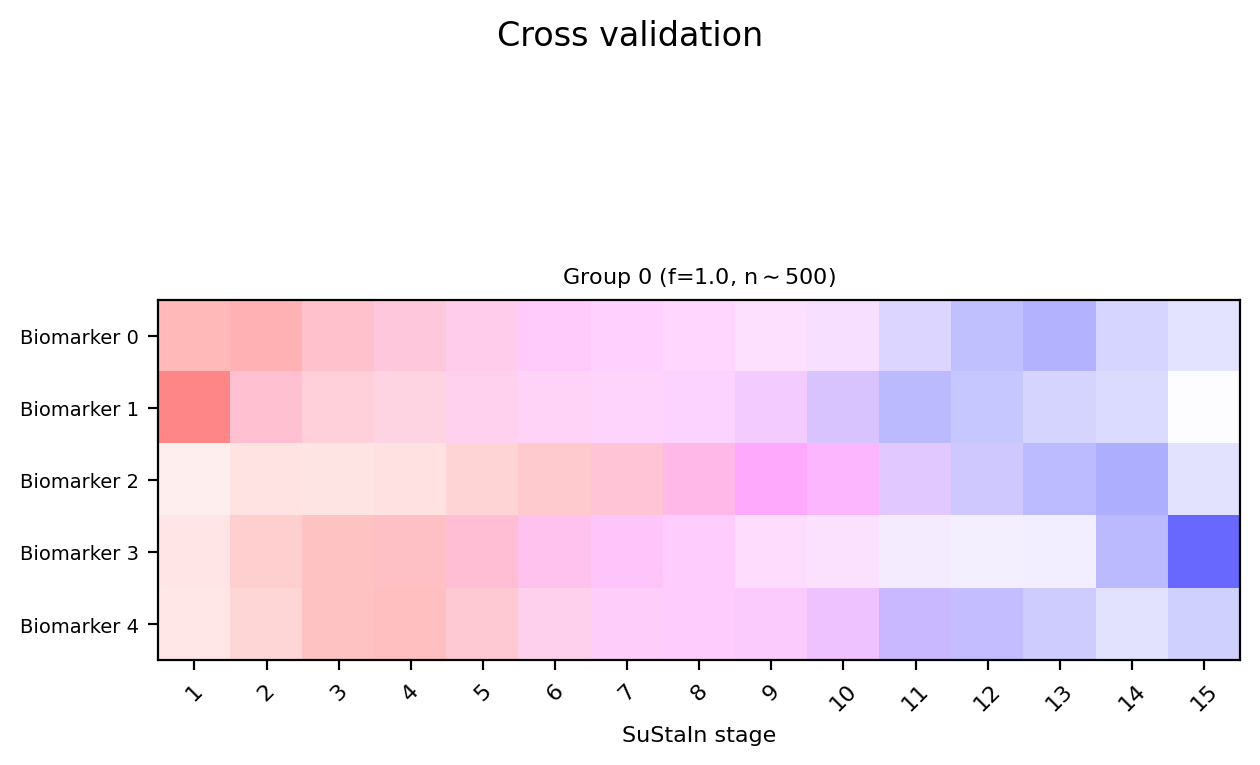 Cross validation
Group 0 (f=1.0, n∼500)
Biomarker 0
Biomarker 1
Biomarker 2
Biomarker 3
Biomarker 4
1 2 3 4 5 6 7 8 9 10 11 12 13 14 15
SuStaIn stage